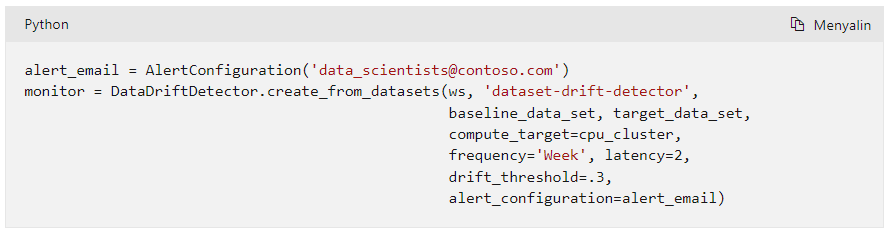 Python
Menyalin
alert_email = AlertConfiguration('data_scientists@contoso.com')
monitor = DataDriftDetector.create_from_datasets(ws, 'dataset-drift-detector',
baseline_data_set, target_data_set,
compute_target=cpu_cluster,
frequency='Week', latency=2,
drift_threshold=.3,
alert_configuration=alert_email)